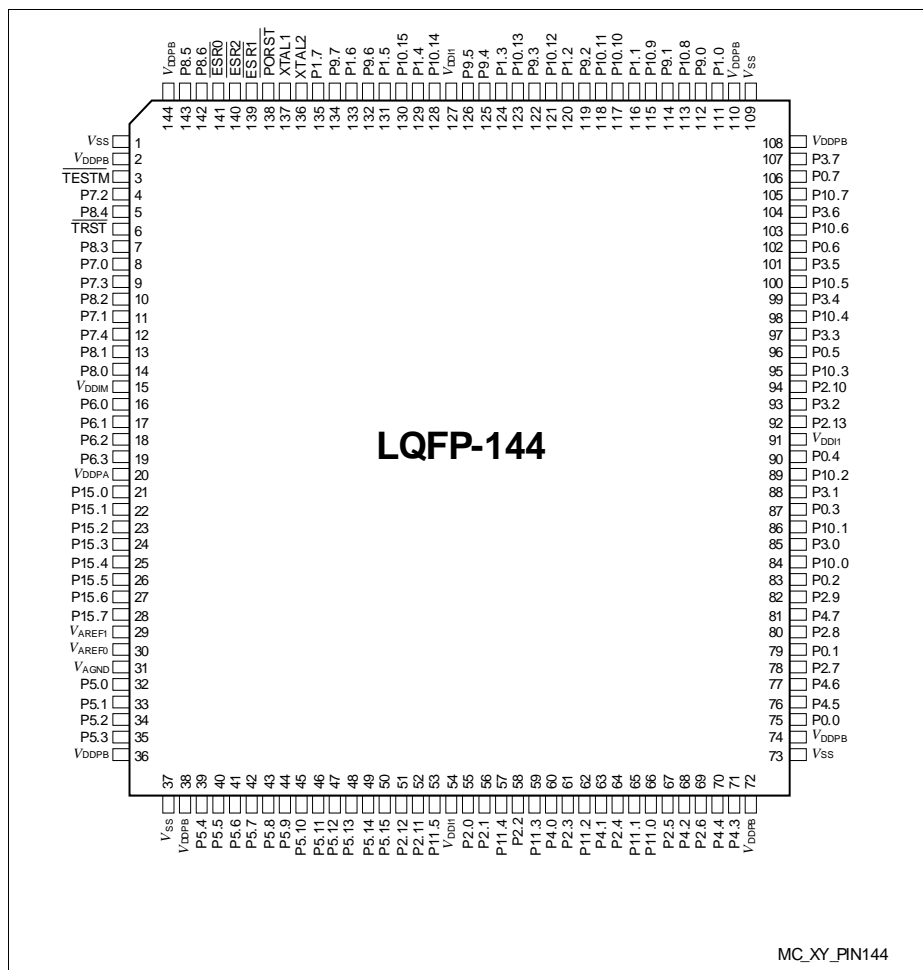 VDDPB
P8.5
P8.6
ESR0
ESR2
ESR1
PORST
XTAL1
XTAL2
P1.7
P9.7
P1.6
P9.6
P1.5
P10.15
P1.4
P10.14
VDDI1
P9.5
P9.4
P1.3
P10.13
P9.3
P10.12
P1.2
P9.2
P10.11
P10.10
P1.1
P10.9
P9.1
P10.8
P9.0
P1.0
VDDPB
VSS
144
143
142
141
140
139
138
137
136
135
134
133
132
131
130
129
128
127
126
125
124
123
122
121
120
119
118
117
116
115
114
113
112
111
110
109
VSS 1
VDDPB 2
TESTM 3
P7.2 4
P8.4 5
TRST 6
P8.3 7
P7.0 8
P7.3 9
P8.2 10
P7.1 11
P7.4 12
P8.1 13
P8.0 14
VDDIM 15
P6.0 16
P6.1 17
P6.2 18
P6.3 19
VDDPA 20
P15.0 21
P15.1 22
P15.2 23
P15.3 24
P15.4 25
P15.5 26
P15.6 27
P15.7 28
VAREF1 29
VAREF0 30
VAGND 31
P5.0 32
P5.1 33
P5.2 34
P5.3 35
VDDPB 36
LQFP-144
108 VDDPB
107 P3.7
106 P0.7
105 P10.7
104 P3.6
103 P10.6
102 P0.6
101 P3.5
100 P10.5
99 P3.4
98 P10.4
97 P3.3
96 P0.5
95 P10.3
94 P2.10
93 P3.2
92 P2.13
91 VDDI1
90 P0.4
89 P10.2
88 P3.1
87 P0.3
86 P10.1
85 P3.0
84 P10.0
83 P0.2
82 P2.9
81 P4.7
80 P2.8
79 P0.1
78 P2.7
77 P4.6
76 P4.5
75 P0.0
74 VDDPB
73 VSS
37
38
39
40
41
42
43
44
45
46
47
48
49
50
51
52
53
54
55
56
57
58
59
60
61
62
63
64
65
66
67
68
69
70
71
72
VSS
VDDPB
P5.4
P5.5
P5.6
P5.7
P5.8
P5.9
P5.10
P5.11
P5.12
P5.13
P5.14
P5.15
P2.12
P2.11
P11.5
VDDI1
P2.0
P2.1
P11.4
P2.2
P11.3
P4.0
P2.3
P11.2
P4.1
P2.4
P11.1
P11.0
P2.5
P4.2
P2.6
P4.4
P4.3
VDDPB
MC_XY_PIN144